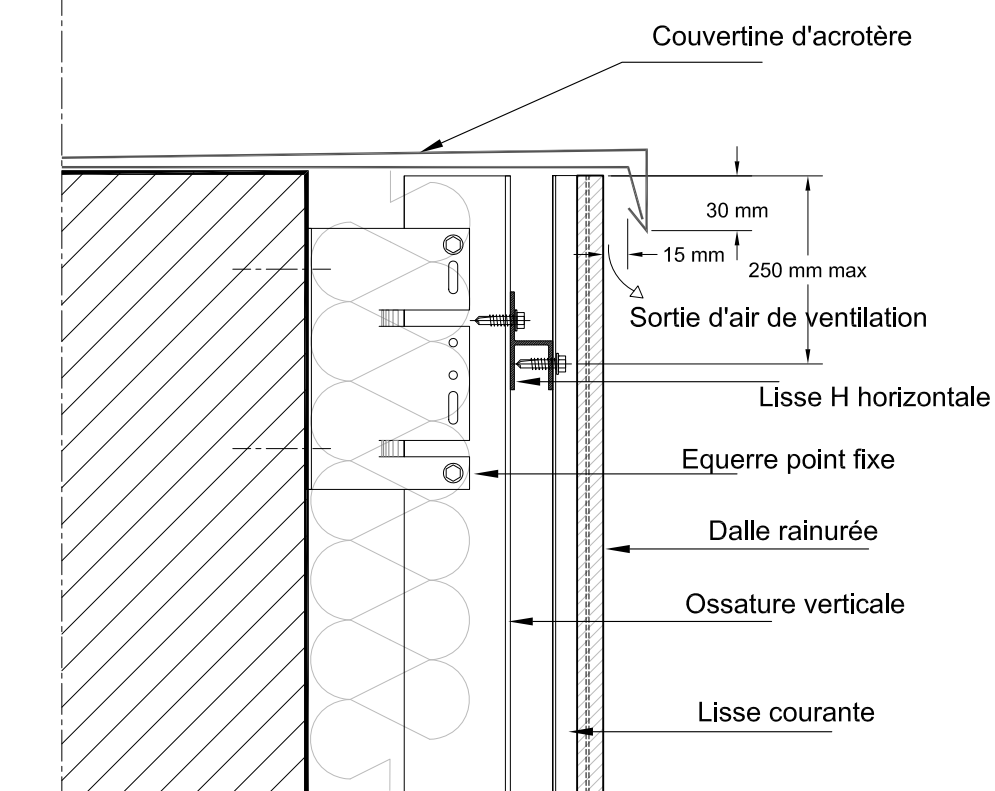 Couvertine d'acrotère
30 mm
15 mm
250 mm max
Sortie d'air de ventilation
Lisse H horizontale
Equerre point fixe
Dalle rainurée
Ossature verticale
Lisse courante